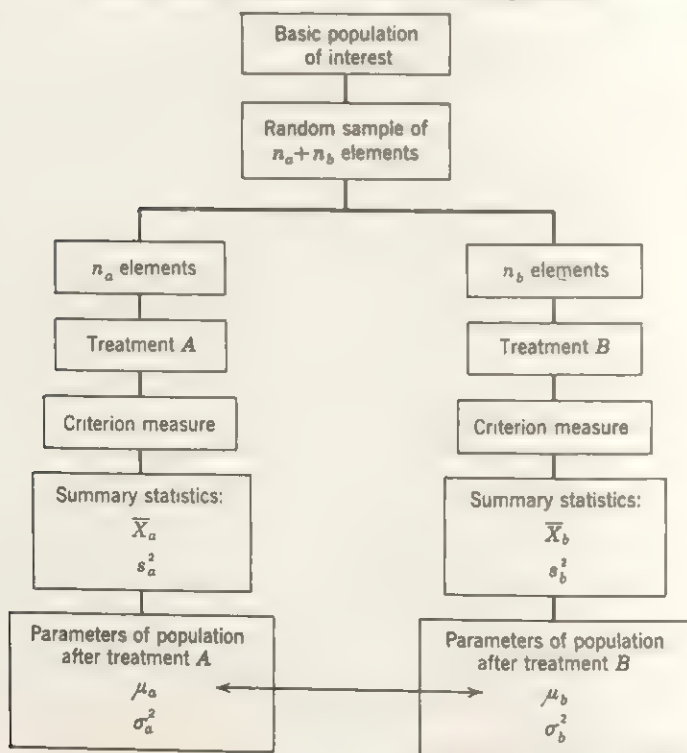 Basic population
of interest
Random sample of
n_a + n_b elements
n_a elements
n_b elements
Treatment A
Treatment B
Criterion measure
Criterion measure
Summary statistics:
X̅_a
s_a^2
Summary statistics:
X̅_b
s_b^2
Parameters of population
after treatment A
μ_a
σ_a^2
Parameters of population
after treatment B
μ_b
σ_b^2